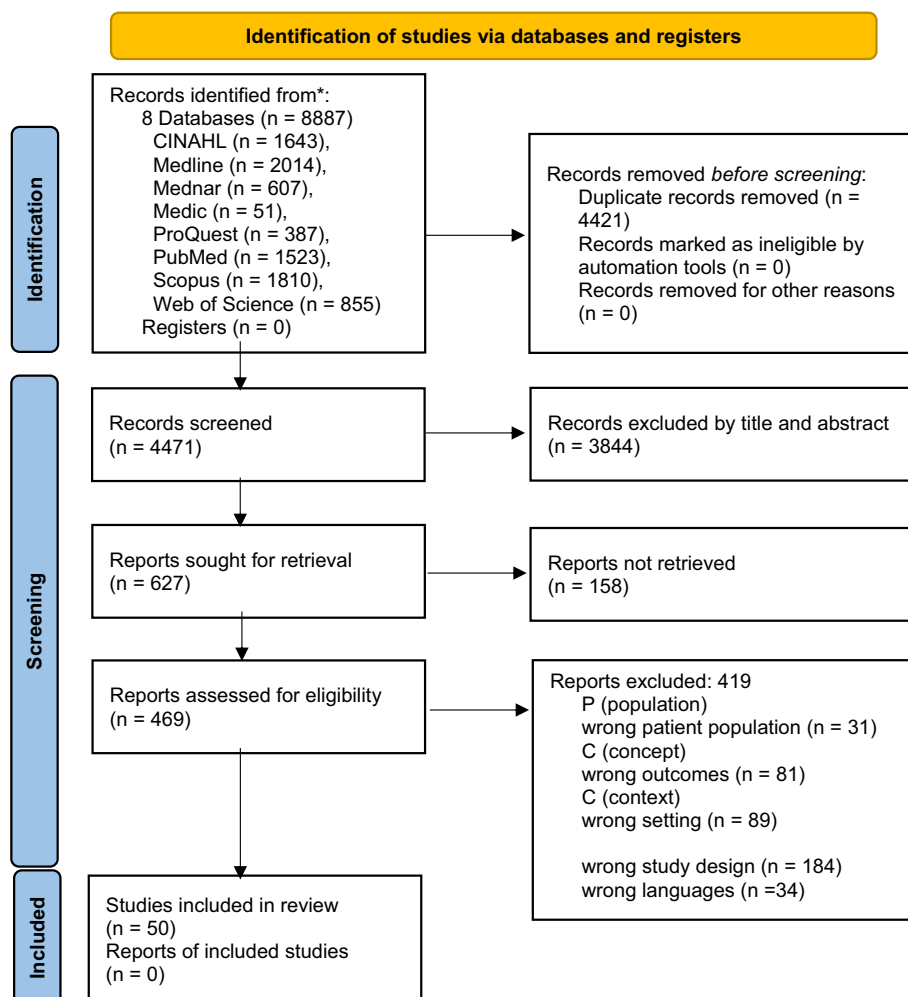 Identification of studies via databases and registers
Identification
Records identified from*:
8 Databases (n = 8887)
CINAHL (n = 1643),
Medline (n = 2014),
Mednar (n = 607),
Medic (n = 51),
ProQuest (n = 387),
PubMed (n = 1523),
Scopus (n = 1810),
Web of Science (n = 855)
Registers (n = 0)
Records removed before screening:
Duplicate records removed (n =
4421)
Records marked as ineligible by
automation tools (n = 0)
Records removed for other reasons
(n = 0)
Screening
Records screened
(n = 4471)
Records excluded by title and abstract
(n = 3844)
Reports sought for retrieval
(n = 627)
Reports not retrieved
(n = 158)
Reports assessed for eligibility
(n = 469)
Reports excluded: 419
P (population)
wrong patient population (n = 31)
C (concept)
wrong outcomes (n = 81)
C (context)
wrong setting (n = 89)
wrong study design (n = 184)
wrong languages (n =34)
Included
Studies included in review
(n = 50)
Reports of included studies
(n = 0)